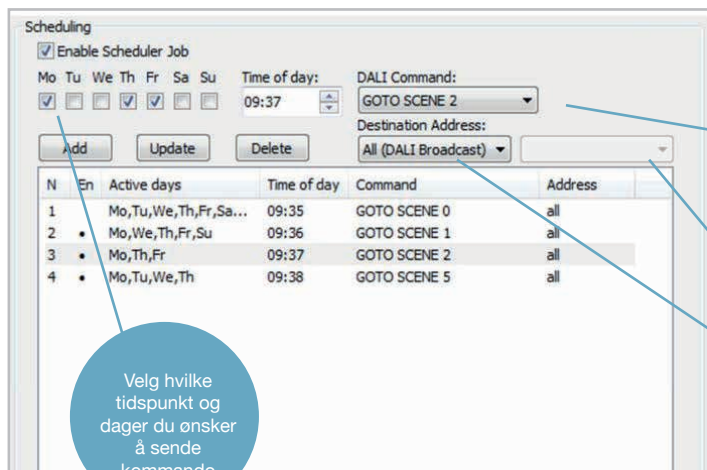 Scheduling
Enable Scheduler Job
Mo Tu We Th Fr Sa Su Time of day: DALI Command:
09:37 GOTO SCENE 2
Destination Address:
Add Update Delete All (DALI Broadcast)
N En Active days Time of day Command Address
1 Mo,Tu,We,Th,Fr,Sa... 09:35 GOTO SCENE 0 all
2 • Mo,We,Th,Fr,Su 09:36 GOTO SCENE 1 all
3 • Mo,Th,Fr 09:37 GOTO SCENE 2 all
4 • Mo,Tu,We,Th 09:38 GOTO SCENE 5 all
Velg hvilke
tidspunkt og
dager du ønsker
å sende
kommando